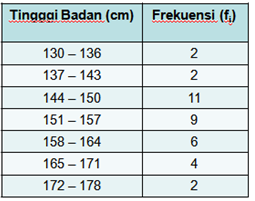 Tingggi Badan (cm) Frekuensi (fᵢ)
130 – 136 2
137 – 143 2
144 – 150 11
151 – 157 9
158 – 164 6
165 – 171 4
172 – 178 2